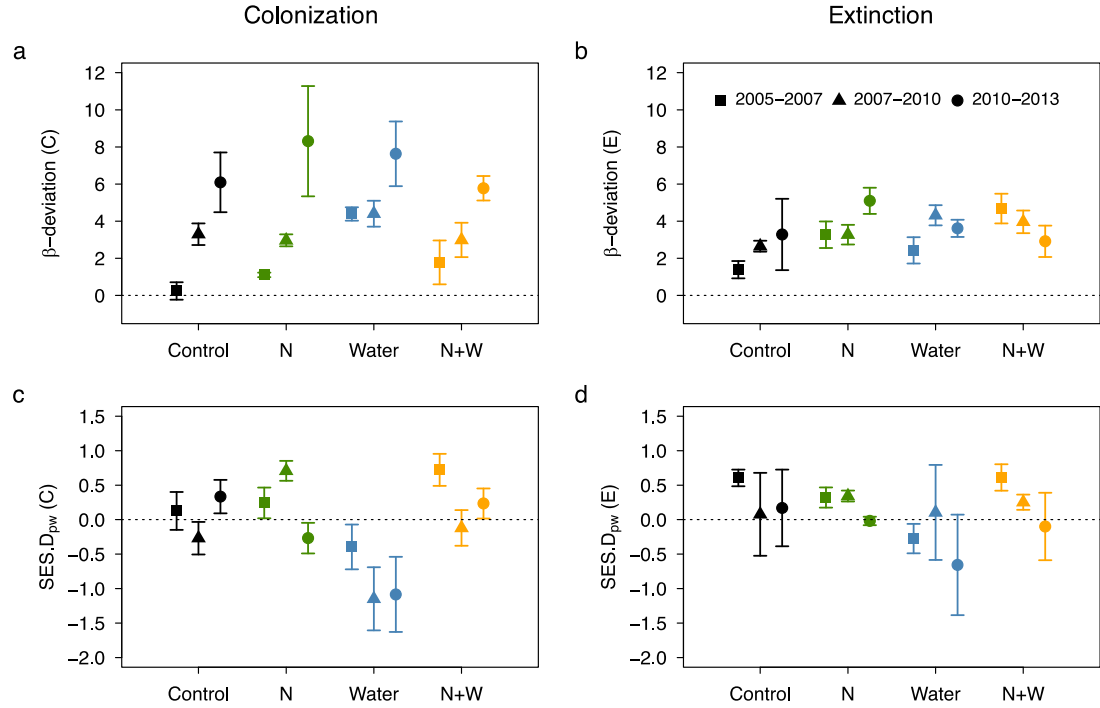 Colonization
Extinction
a
12
10
8
6
4
2
0
β−deviation (C)
Control
N
Water
N+W
b
12
10
8
6
4
2
0
β−deviation (E)
2005−2007
2007−2010
2010−2013
Control
N
Water
N+W
c
1.5
1.0
0.5
0.0
−0.5
−1.0
−1.5
−2.0
SES.Dpw (C)
Control
N
Water
N+W
d
1.5
1.0
0.5
0.0
−0.5
−1.0
−1.5
−2.0
SES.Dpw (E)
Control
N
Water
N+W